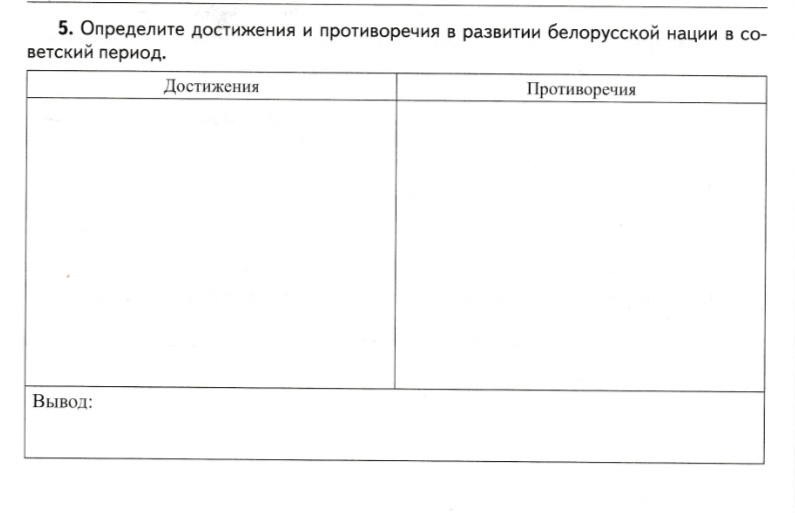 5. Определите достижения и противоречия в развитии белорусской нации в со-
ветский период.
Достижения
Противоречия
Вывод: